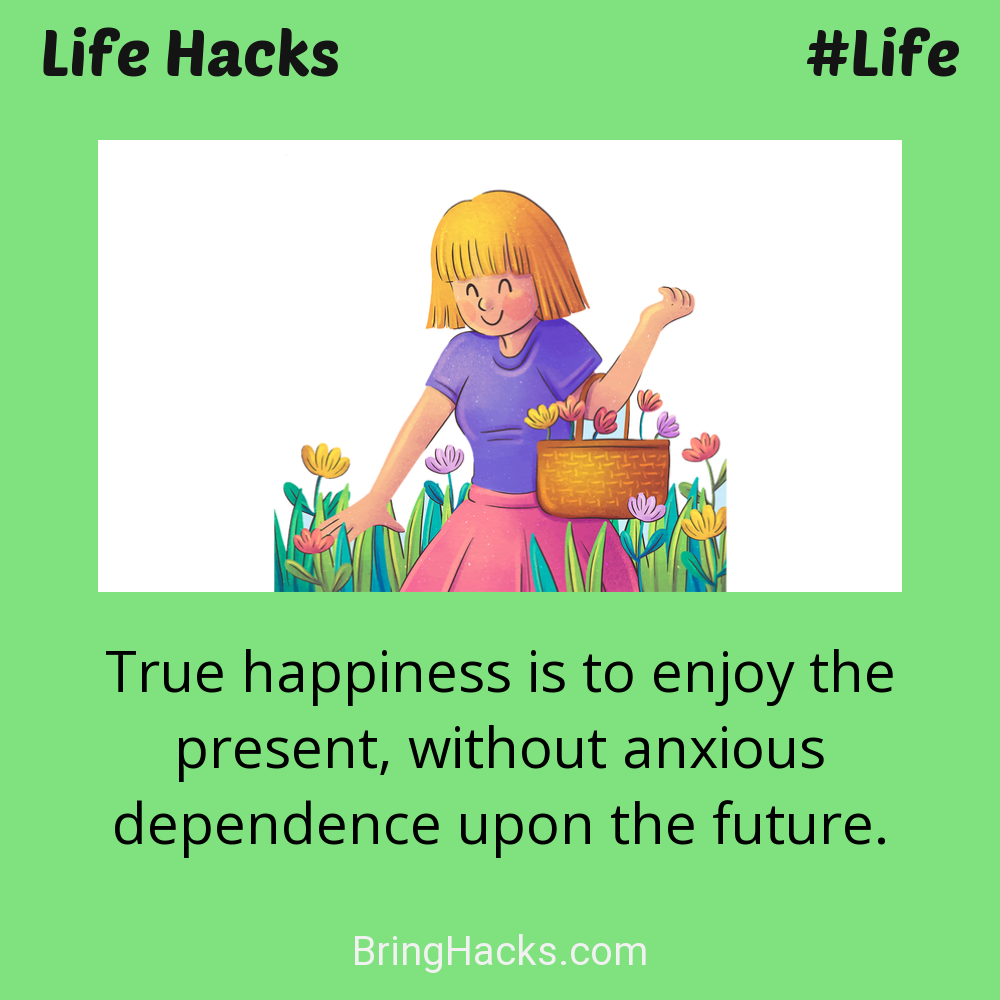 Life Hacks
#Life
True happiness is to enjoy the
present, without anxious
dependence upon the future.
BringHacks.com